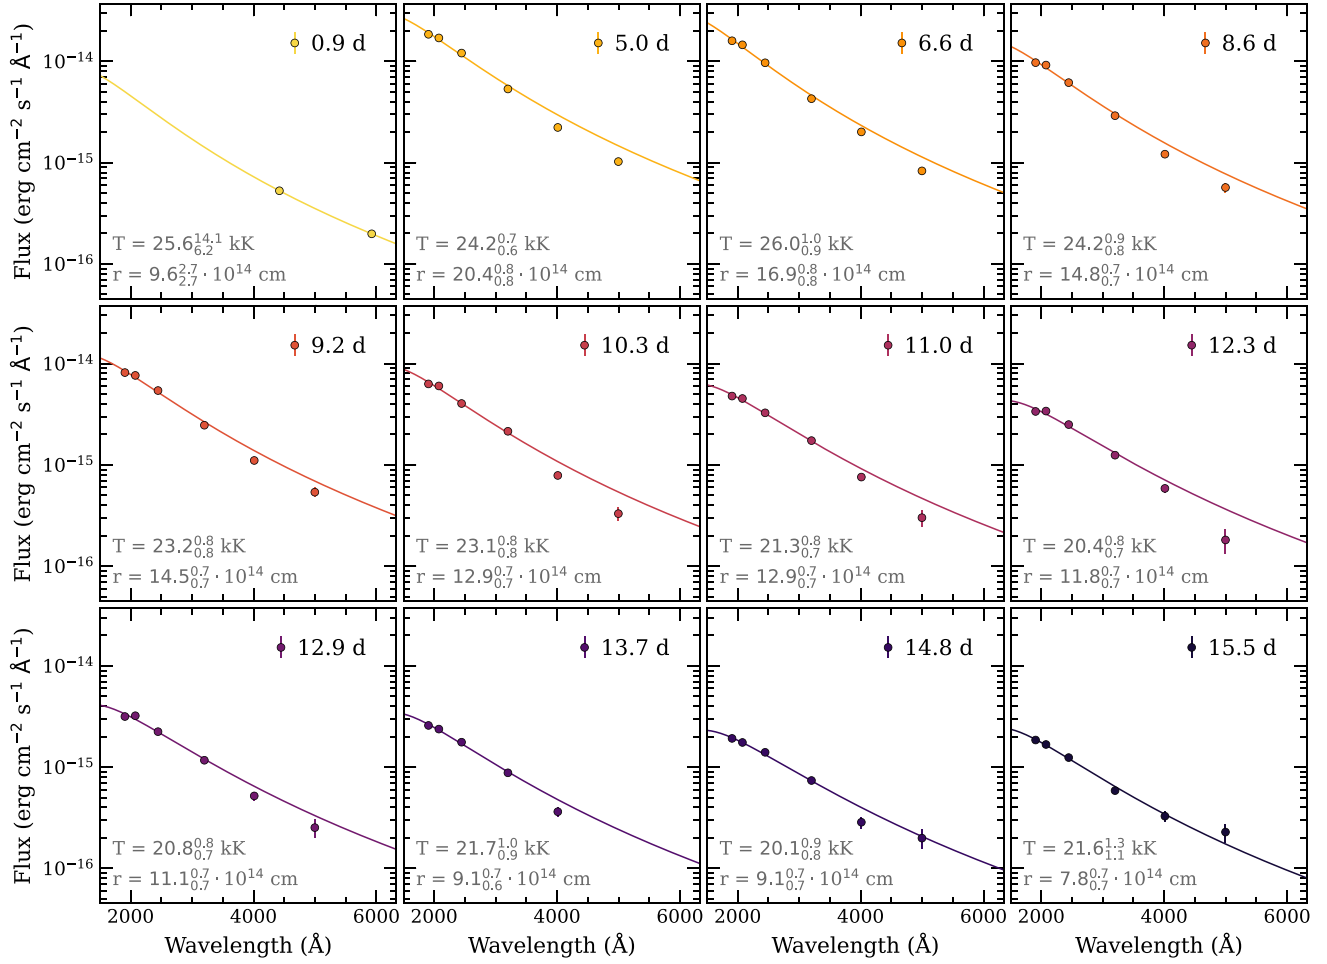 Flux (erg cm⁻² s⁻¹ Å⁻¹)
10⁻¹⁴
10⁻¹⁵
10⁻¹⁶
0.9 d
T = 25.6^{14.1}_{6.2} kK
r = 9.6^{2.7}_{2.7} · 10¹⁴ cm
5.0 d
T = 24.2^{0.7}_{0.6} kK
r = 20.4^{0.8}_{0.8} · 10¹⁴ cm
6.6 d
T = 26.0^{1.0}_{0.9} kK
r = 16.9^{0.8}_{0.8} · 10¹⁴ cm
8.6 d
T = 24.2^{0.9}_{0.8} kK
r = 14.8^{0.7}_{0.7} · 10¹⁴ cm
Flux (erg cm⁻² s⁻¹ Å⁻¹)
10⁻¹⁴
10⁻¹⁵
10⁻¹⁶
9.2 d
T = 23.2^{0.8}_{0.8} kK
r = 14.5^{0.7}_{0.7} · 10¹⁴ cm
10.3 d
T = 23.1^{0.8}_{0.8} kK
r = 12.9^{0.7}_{0.7} · 10¹⁴ cm
11.0 d
T = 21.3^{0.8}_{0.7} kK
r = 12.9^{0.7}_{0.7} · 10¹⁴ cm
12.3 d
T = 20.4^{0.8}_{0.7} kK
r = 11.8^{0.7}_{0.7} · 10¹⁴ cm
Flux (erg cm⁻² s⁻¹ Å⁻¹)
10⁻¹⁴
10⁻¹⁵
10⁻¹⁶
12.9 d
T = 20.8^{0.8}_{0.7} kK
r = 11.1^{0.7}_{0.7} · 10¹⁴ cm
13.7 d
T = 21.7^{1.0}_{0.9} kK
r = 9.1^{0.7}_{0.6} · 10¹⁴ cm
14.8 d
T = 20.1^{0.9}_{0.8} kK
r = 9.1^{0.7}_{0.7} · 10¹⁴ cm
15.5 d
T = 21.6^{1.3}_{1.1} kK
r = 7.8^{0.7}_{0.7} · 10¹⁴ cm
2000 4000 6000
2000 4000 6000
2000 4000 6000
2000 4000 6000
Wavelength (Å)
Wavelength (Å)
Wavelength (Å)
Wavelength (Å)